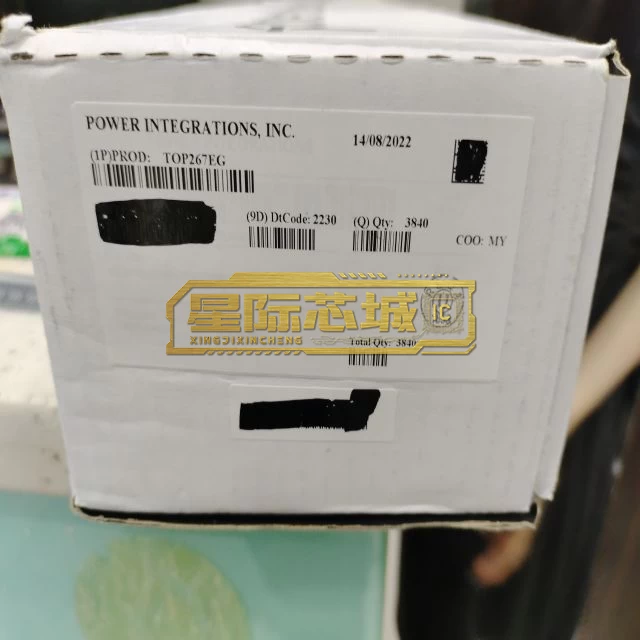 POWER INTEGRATIONS, INC.
14/08/2022
(1P)PROD: TOP267EG
(9D) DtCode: 2230 (Q) Qty: 3840
COO: MY
星际芯城 IC
XINGJIXINCHENG
Total Qty: 3840